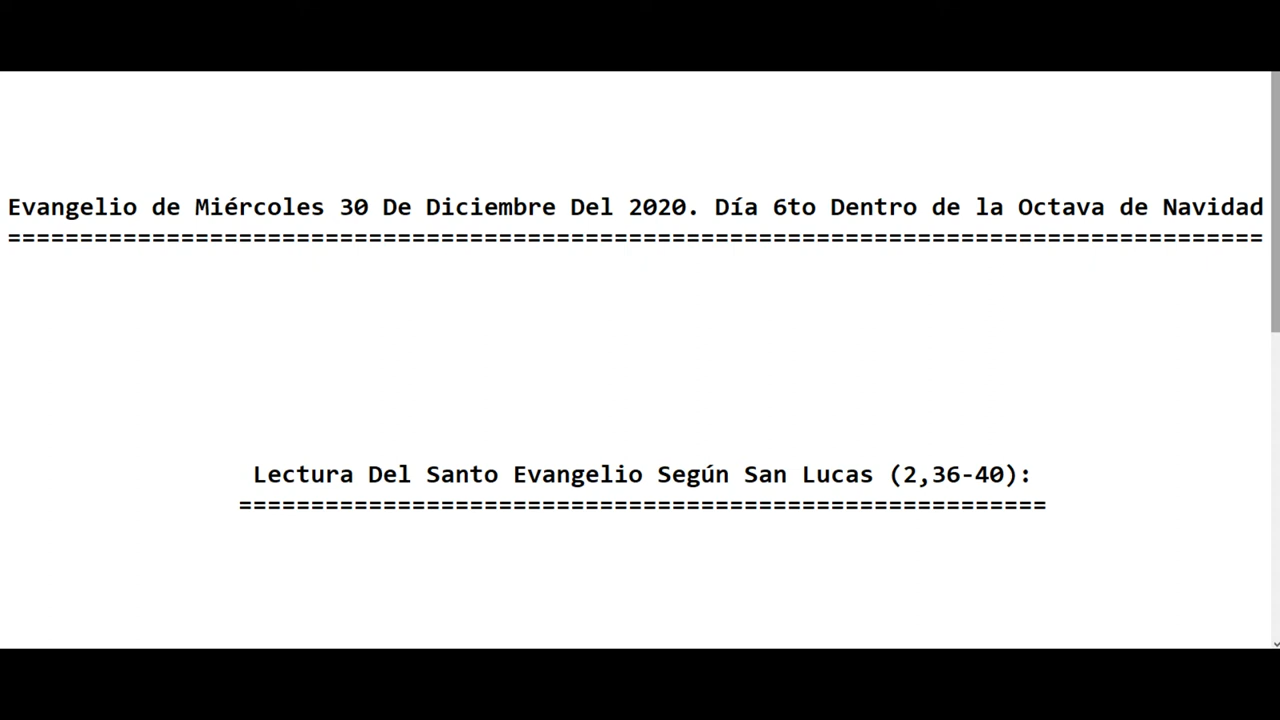 Evangelio de Miércoles 30 De Diciembre Del 2020. Día 6to Dentro de la Octava de Navidad
=======================================================================================
Lectura Del Santo Evangelio Según San Lucas (2,36-40):
========================================================